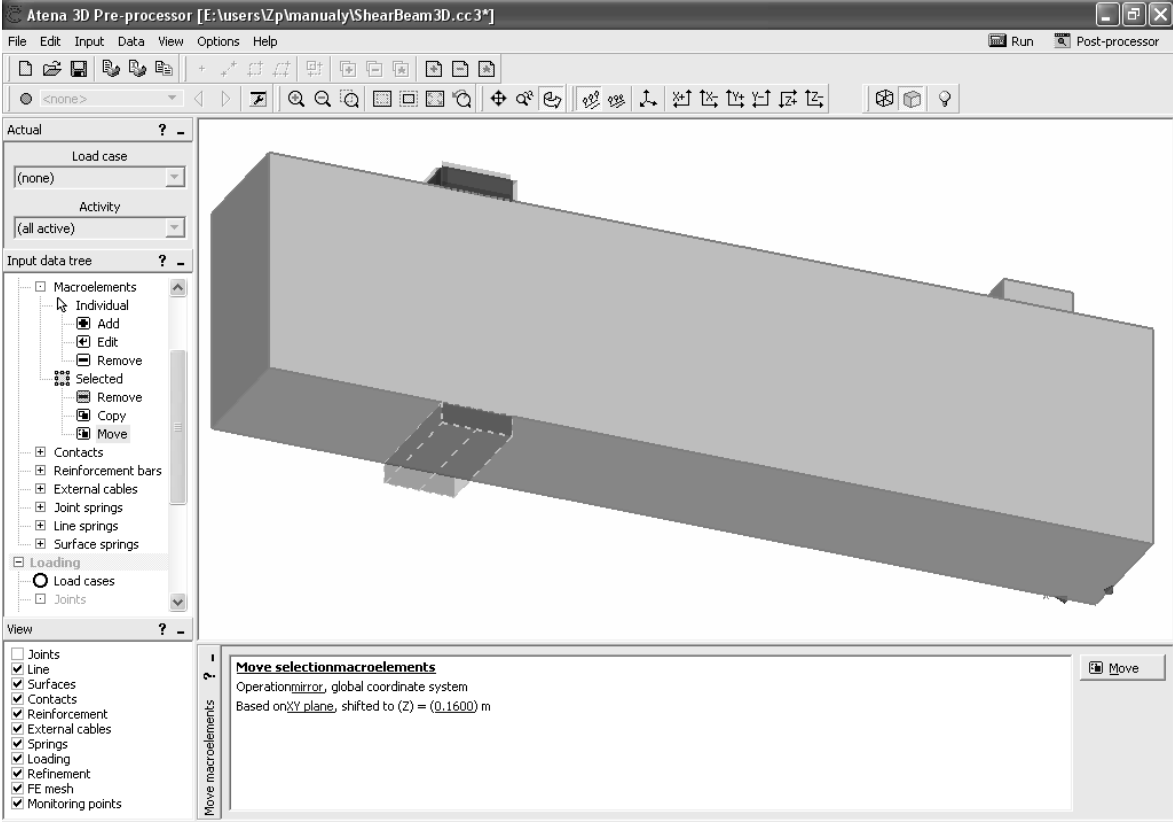 Atena 3D Pre-processor [E:\users\Zp\manualy\ShearBeam3D.cc3*]
File Edit Input Data View Options Help Run Post-processor
<none> X+ X- Y+ Y- Z+ Z-
Actual ?
Load case
(none)
Activity
(all active)
Input data tree ?
Macroelements
Individual
Add
Edit
Remove
Selected
Remove
Copy
Move
Contacts
Reinforcement bars
External cables
Joint springs
Line springs
Surface springs
Loading
Load cases
Joints
View ?
Joints
Line
Surfaces
Contacts
Reinforcement
External cables
Springs
Loading
Refinement
FE mesh
Monitoring points
Move macroelements ?
Move selectionmacroelements
Operationmirror, global coordinate system
Based onXY plane, shifted to (Z) = (0.1600) m
Move